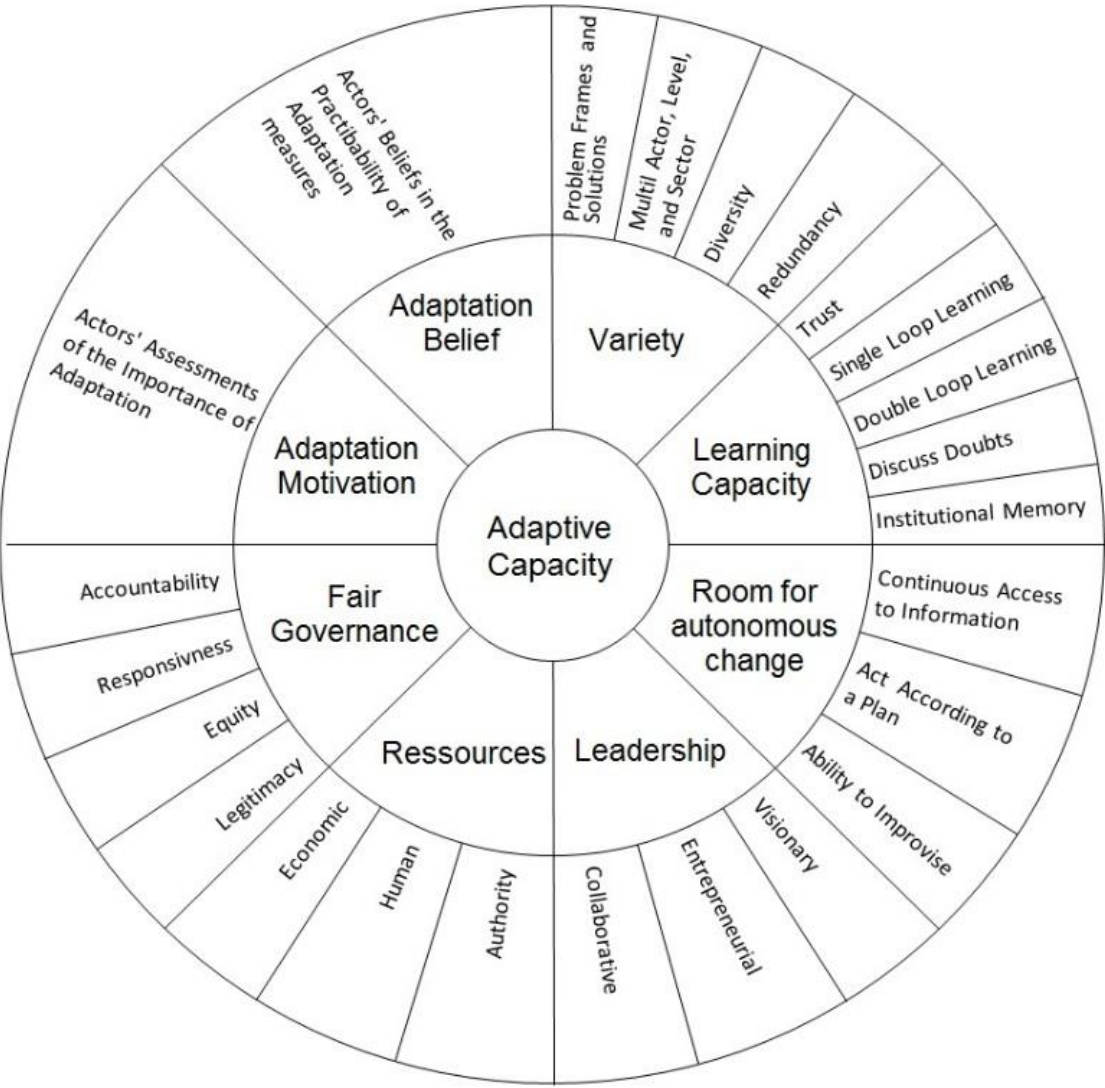 Adaptive
Capacity
Variety
Problem Frames and
Solutions
Multil Actor, Level,
and Sector
Diversity
Redundancy
Learning
Capacity
Trust
Single Loop Learning
Double Loop Learning
Discuss Doubts
Institutional Memory
Room for
autonomous
change
Continuous Access
to Information
Act According to
a Plan
Ability to Improvise
Leadership
Visionary
Entrepreneurial
Collaborative
Ressources
Authority
Human
Economic
Fair
Governance
Legitimacy
Equity
Responsivness
Accountability
Adaptation
Motivation
Actors' Assessments
of the Importance of
Adaptation
Adaptation
Belief
Actors' Beliefs in the
Practibability of
Adaptation
measures